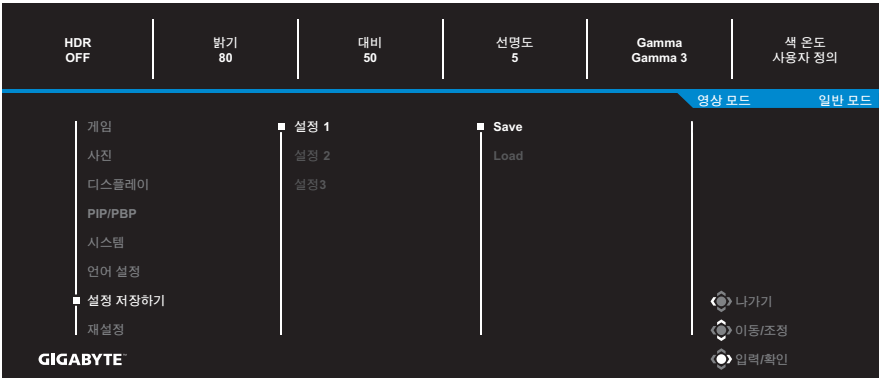 HDR
OFF
밝기
80
대비
50
선명도
5
Gamma
Gamma 3
색 온도
사용자 정의
영상 모드 일반 모드
게임
사진
디스플레이
PIP/PBP
시스템
언어 설정
설정 저장하기
재설정
설정 1
설정 2
설정3
Save
Load
나가기
이동/조정
입력/확인
GIGABYTE™